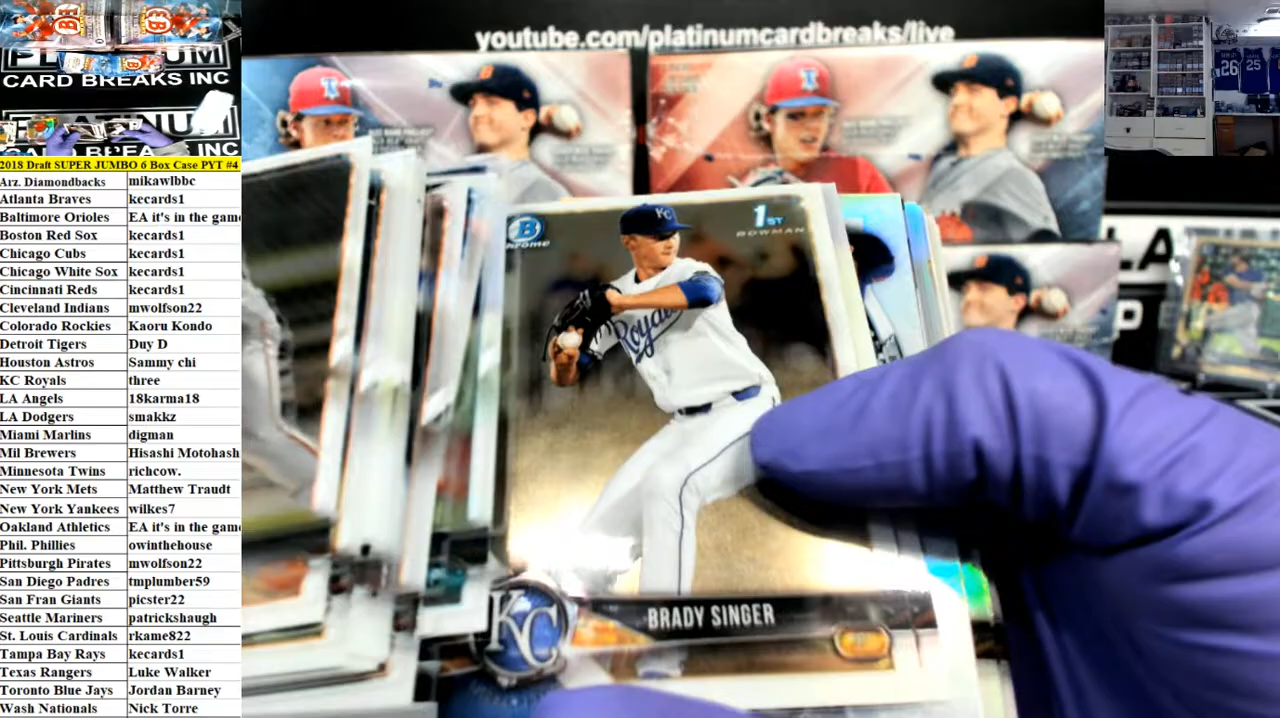 youtube.com/platinumcardbreaks/live
PLATINUM
CARD BREAKS INC
PLATINUM
2018 Draft SUPER JUMBO 6 Box Case PYT #4
Arz. Diamondbacks mikawlbbc
Atlanta Braves kecards1
Baltimore Orioles EA it's in the game
Boston Red Sox kecards1
Chicago Cubs kecards1
Chicago White Sox kecards1
Cincinnati Reds kecards1
Cleveland Indians mwolfson22
Colorado Rockies Kaoru Kondo
Detroit Tigers Duy D
Houston Astros Sammy chi
KC Royals three
LA Angels 18karma18
LA Dodgers smakkz
Miami Marlins digman
Mil Brewers Hisashi Motohash
Minnesota Twins richcow.
New York Mets Matthew Traudt
New York Yankees wilkes7
Oakland Athletics EA it's in the game
Phil. Phillies owinthehouse
Pittsburgh Pirates mwolfson22
San Diego Padres tmplumber59
San Fran Giants picster22
Seattle Mariners patrickshaugh
St. Louis Cardinals rkame822
Tampa Bay Rays kecards1
Texas Rangers Luke Walker
Toronto Blue Jays Jordan Barney
Wash Nationals Nick Torre
B
chrome
1ST
BOWMAN
KC
Royals
KC
BRADY SINGER
26
25